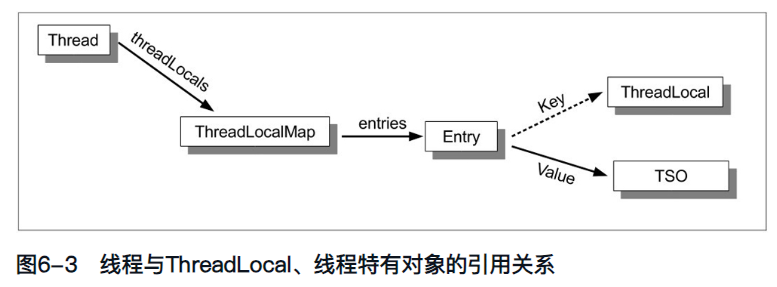 Thread
threadLocals
ThreadLocalMap
entries
Entry
Key
ThreadLocal
Value
TSO
图6-3 线程与ThreadLocal、线程特有对象的引用关系